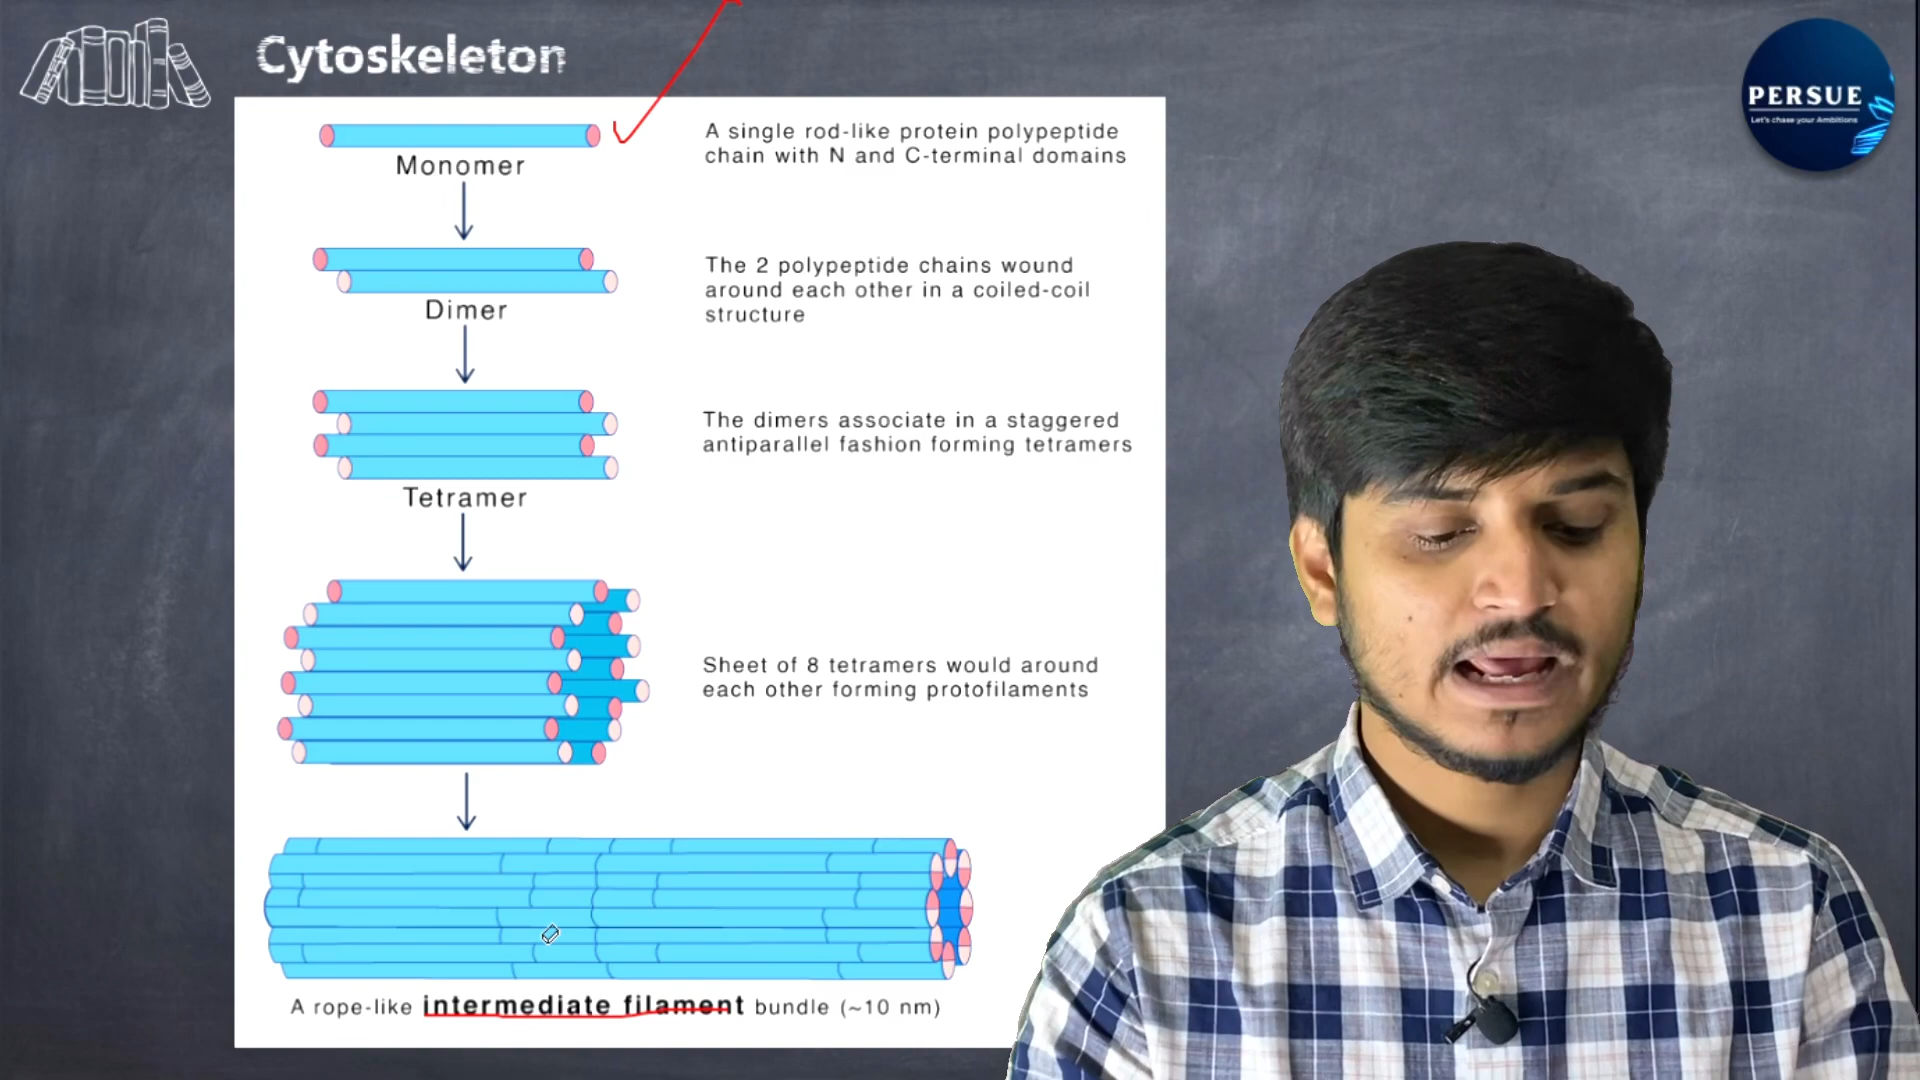 Cytoskeleton
PERSUE
Let's chase your Ambitions
A single rod-like protein polypeptide
chain with N and C-terminal domains
Monomer
The 2 polypeptide chains wound
around each other in a coiled-coil
structure
Dimer
The dimers associate in a staggered
antiparallel fashion forming tetramers
Tetramer
Sheet of 8 tetramers would around
each other forming protofilaments
A rope-like intermediate filament bundle (~10 nm)